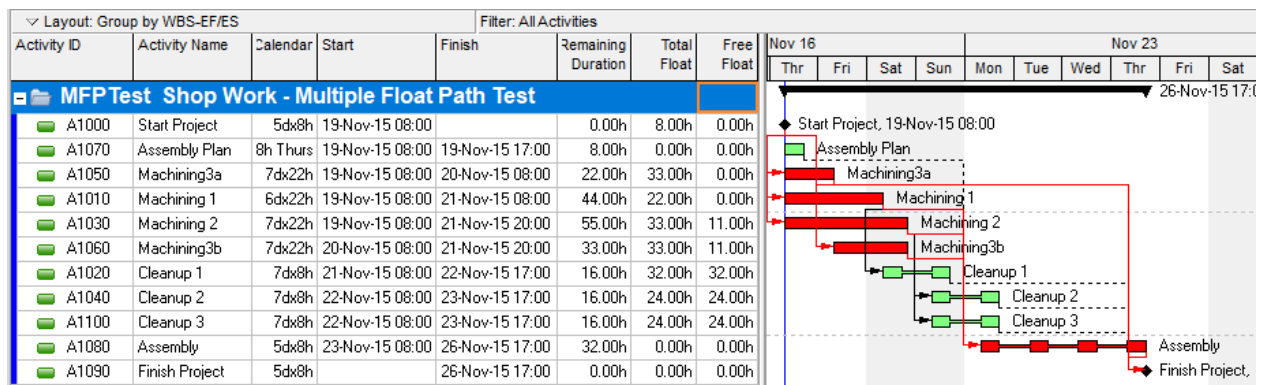 Layout: Group by WBS-EF/ES Filter: All Activities
Activity ID Activity Name Calendar Start Finish Remaining Duration Total Float Free Float Nov 16 Nov 23
Thr Fri Sat Sun Mon Tue Wed Thr Fri Sat
MFPTest Shop Work - Multiple Float Path Test 26-Nov-15 17:0
A1000 Start Project 5dx8h 19-Nov-15 08:00 0.00h 8.00h 0.00h Start Project, 19-Nov-15 08:00
A1070 Assembly Plan 8h Thurs 19-Nov-15 08:00 19-Nov-15 17:00 8.00h 0.00h 0.00h Assembly Plan
A1050 Machining3a 7dx22h 19-Nov-15 08:00 20-Nov-15 08:00 22.00h 33.00h 0.00h Machining3a
A1010 Machining 1 6dx22h 19-Nov-15 08:00 21-Nov-15 08:00 44.00h 22.00h 0.00h Machining 1
A1030 Machining 2 7dx22h 19-Nov-15 08:00 21-Nov-15 20:00 55.00h 33.00h 11.00h Machining 2
A1060 Machining3b 7dx22h 20-Nov-15 08:00 21-Nov-15 20:00 33.00h 33.00h 11.00h Machining3b
A1020 Cleanup 1 7dx8h 21-Nov-15 08:00 22-Nov-15 17:00 16.00h 32.00h 32.00h Cleanup 1
A1040 Cleanup 2 7dx8h 22-Nov-15 08:00 23-Nov-15 17:00 16.00h 24.00h 24.00h Cleanup 2
A1100 Cleanup 3 7dx8h 22-Nov-15 08:00 23-Nov-15 17:00 16.00h 24.00h 24.00h Cleanup 3
A1080 Assembly 5dx8h 23-Nov-15 08:00 26-Nov-15 17:00 32.00h 0.00h 0.00h Assembly
A1090 Finish Project 5dx8h 26-Nov-15 17:00 0.00h 0.00h 0.00h Finish Project,